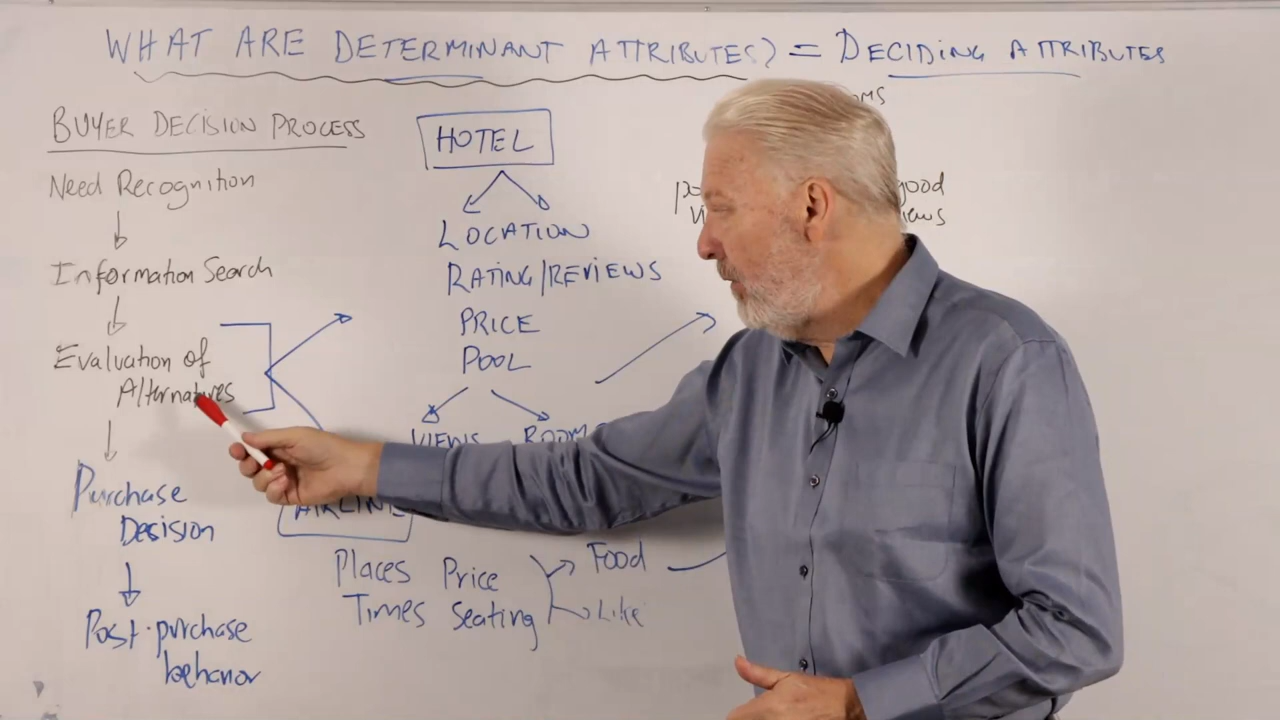 WHAT ARE DETERMINANT ATTRIBUTES? = DECIDING ATTRIBUTES
BUYER DECISION PROCESS
Need Recognition
Information Search
Evaluation of
Alternatives
Purchase
Decision
Post-purchase
behavior
HOTEL
LOCATION
RATING/REVIEWS
PRICE
POOL
VIEWS
AIRLINE
Places Price
Times Seating
Food
Like
good